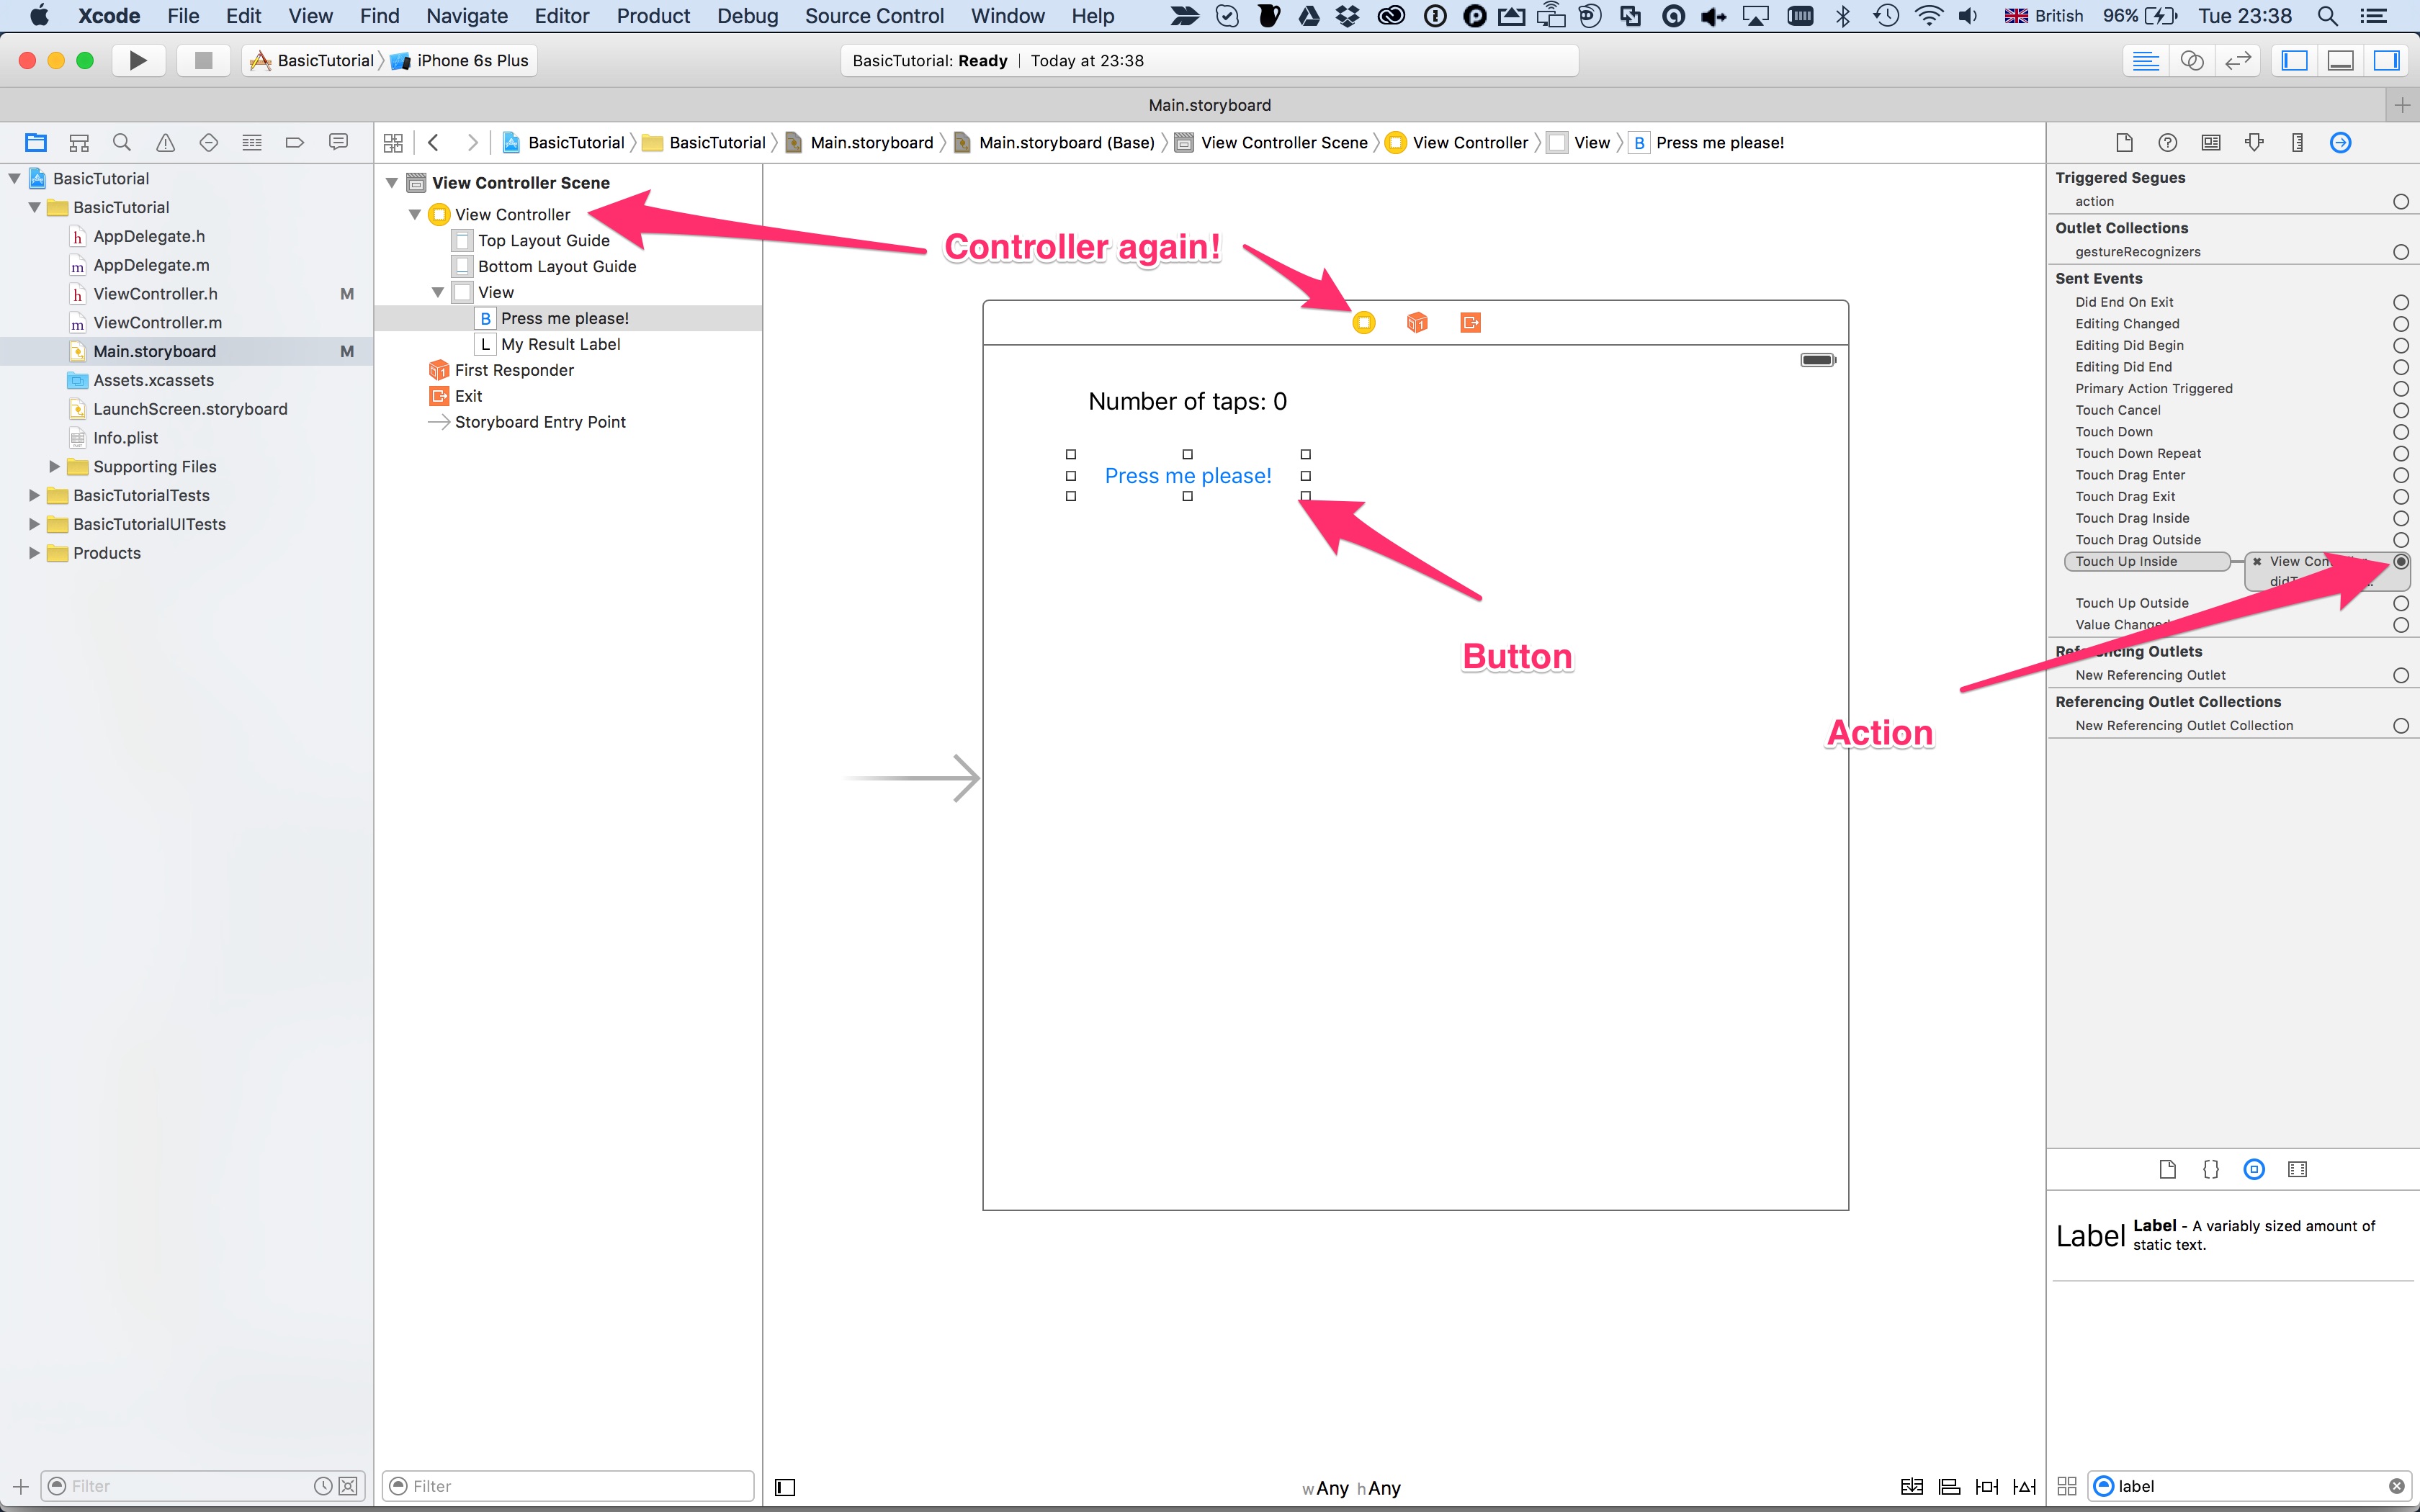 Xcode File Edit View Find Navigate Editor Product Debug Source Control Window Help British 96% Tue 23:38
BasicTutorial iPhone 6s Plus BasicTutorial: Ready | Today at 23:38
Main.storyboard
BasicTutorial BasicTutorial Main.storyboard Main.storyboard (Base) View Controller Scene View Controller View B Press me please!
BasicTutorial
BasicTutorial
h AppDelegate.h
m AppDelegate.m
h ViewController.h M
m ViewController.m
Main.storyboard M
Assets.xcassets
LaunchScreen.storyboard
Info.plist
Supporting Files
BasicTutorialTests
BasicTutorialUITests
Products
Filter
View Controller Scene
View Controller
Top Layout Guide
Bottom Layout Guide
View
B Press me please!
L My Result Label
First Responder
Exit
Storyboard Entry Point
Filter
Controller again!
Number of taps: 0
Press me please!
Button
Action
wAny hAny
Triggered Segues
action
Outlet Collections
gestureRecognizers
Sent Events
Did End On Exit
Editing Changed
Editing Did Begin
Editing Did End
Primary Action Triggered
Touch Cancel
Touch Down
Touch Down Repeat
Touch Drag Enter
Touch Drag Exit
Touch Drag Inside
Touch Drag Outside
Touch Up Inside View
Touch Up Outside
Value Changed
Referencing Outlets
New Referencing Outlet
Referencing Outlet Collections
New Referencing Outlet Collection
Label Label - A variably sized amount of
static text.
label